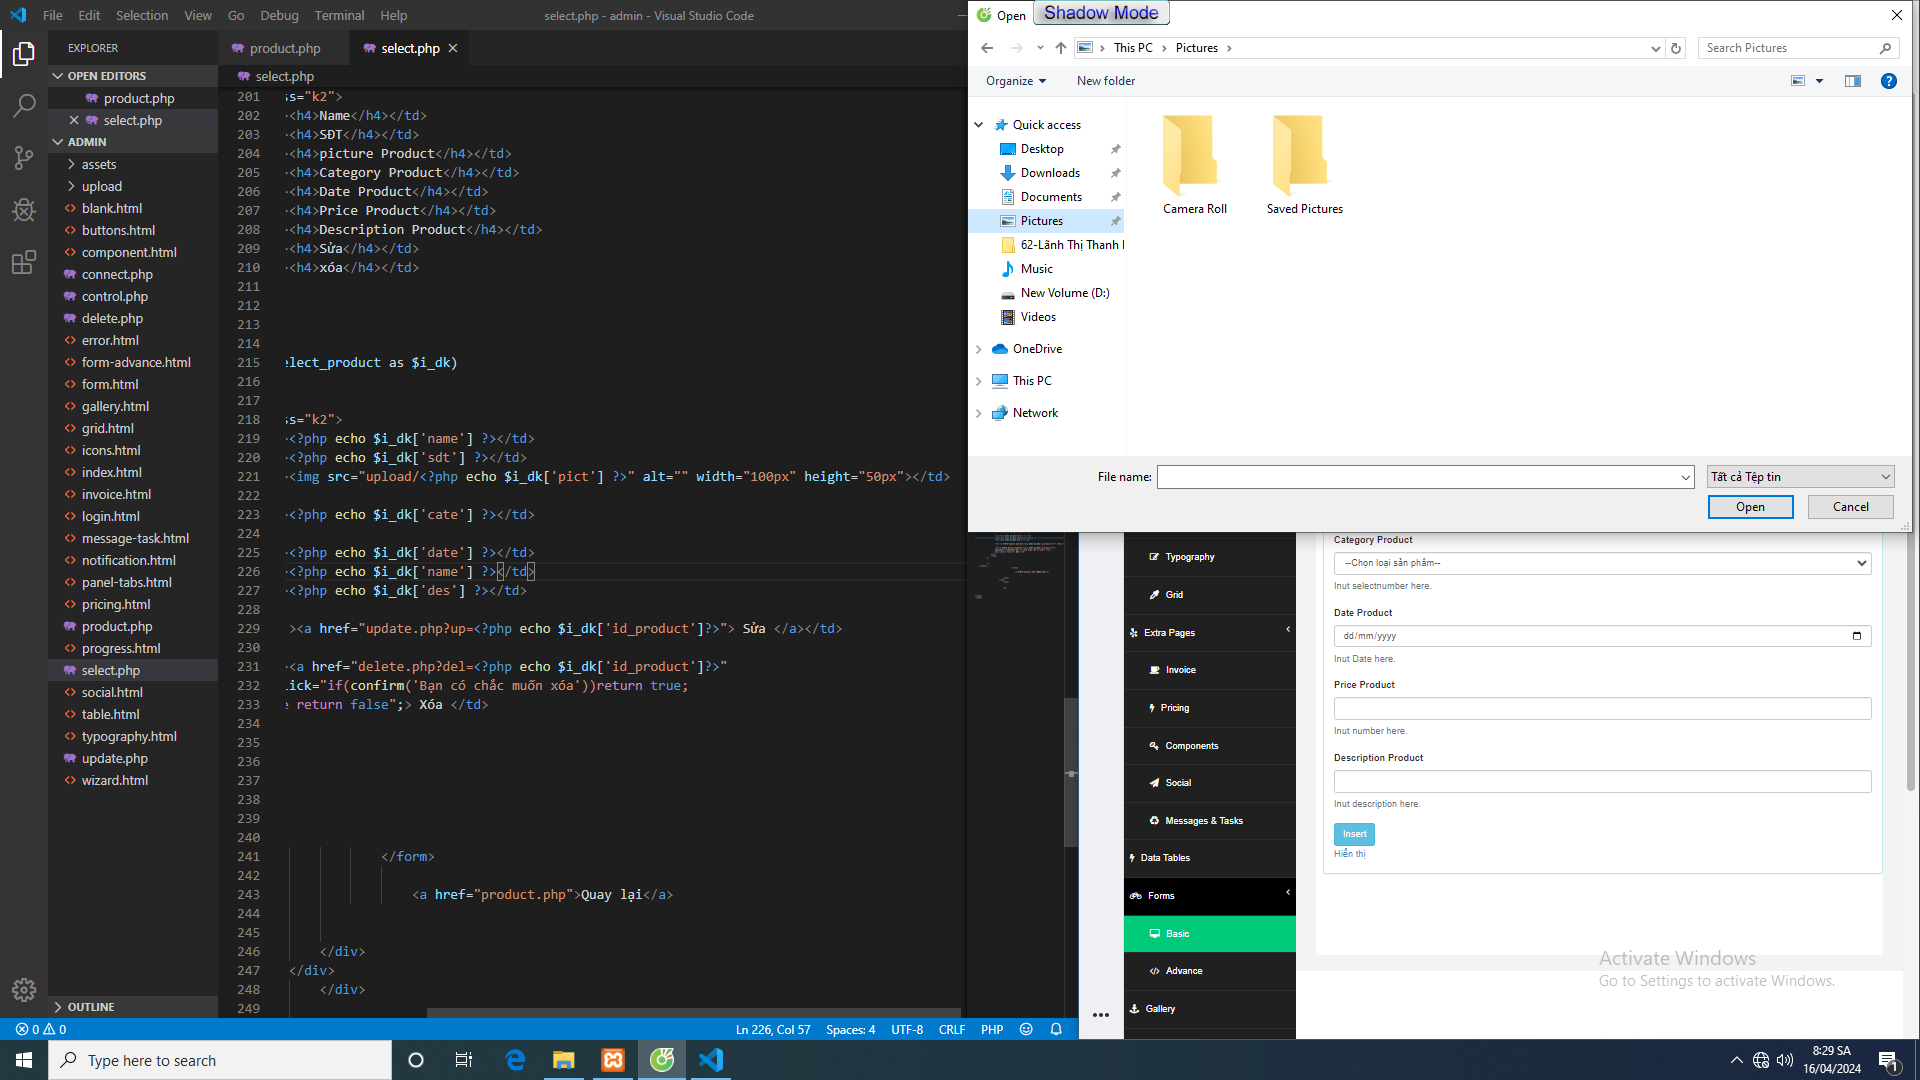 File Edit Selection View Go Debug Terminal Help
select.php - admin - Visual Studio Code
EXPLORER
OPEN EDITORS
product.php
select.php
ADMIN
assets
upload
blank.html
buttons.html
component.html
connect.php
control.php
delete.php
error.html
form-advance.html
form.html
gallery.html
grid.html
icons.html
index.html
invoice.html
login.html
message-task.html
notification.html
panel-tabs.html
pricing.html
product.php
progress.html
select.php
social.html
table.html
typography.html
update.php
wizard.html
OUTLINE
product.php
select.php
select.php
201 ss="k2">
202 <h4>Name</h4></td>
203 <h4>SĐT</h4></td>
204 <h4>picture Product</h4></td>
205 <h4>Category Product</h4></td>
206 <h4>Date Product</h4></td>
207 <h4>Price Product</h4></td>
208 <h4>Description Product</h4></td>
209 <h4>Sửa</h4></td>
210 <h4>xóa</h4></td>
211
212
213
214
215 elect_product as $i_dk)
216
217
218 ss="k2">
219 <?php echo $i_dk['name'] ?></td>
220 <?php echo $i_dk['sdt'] ?></td>
221 <img src="upload/<?php echo $i_dk['pict'] ?>" alt="" width="100px" height="50px"></td>
222
223 <?php echo $i_dk['cate'] ?></td>
224
225 <?php echo $i_dk['date'] ?></td>
226 <?php echo $i_dk['name'] ?></td>
227 <?php echo $i_dk['des'] ?></td>
228
229 ><a href="update.php?up=<?php echo $i_dk['id_product']?>"> Sửa </a></td>
230
231 <a href="delete.php?del=<?php echo $i_dk['id_product']?>"
232 lick="if(confirm('Bạn có chắc muốn xóa'))return true;
233 e return false";> Xóa </td>
234
235
236
237
238
239
240
241 </form>
242
243 <a href="product.php">Quay lại</a>
244
245
246 </div>
247 </div>
248 </div>
249
0 0
Ln 226, Col 57 Spaces: 4 UTF-8 CRLF PHP
Open
Shadow Mode
This PC
Pictures
Search Pictures
Organize
New folder
Quick access
Desktop
Downloads
Documents
Pictures
62-Lãnh Thị Thanh
Music
New Volume (D:)
Videos
OneDrive
This PC
Network
Camera Roll
Saved Pictures
File name:
Tất cả Tệp tin
Open
Cancel
Typography
Grid
Extra Pages
Invoice
Pricing
Components
Social
Messages & Tasks
Data Tables
Forms
Basic
Advance
Gallery
Category Product
--Chọn loại sản phẩm--
Inut selectnumber here.
Date Product
dd/mm/yyyy
Inut Date here.
Price Product
Inut number here.
Description Product
Inut description here.
Insert
Hiển thị
Activate Windows
Go to Settings to activate Windows.
Type here to search
8:29 SA
16/04/2024
1